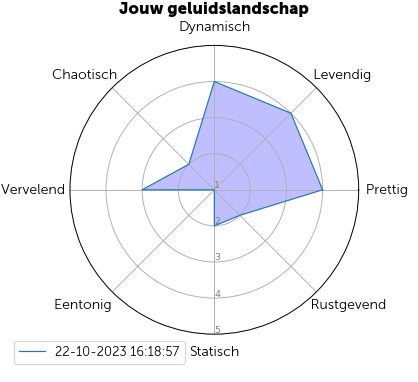 Jouw geluidslandschap
Dynamisch
Chaotisch
Levendig
Vervelend
1
Prettig
2
3
Eentonig
4
Rustgevend
5
22-10-2023 16:18:57
Statisch